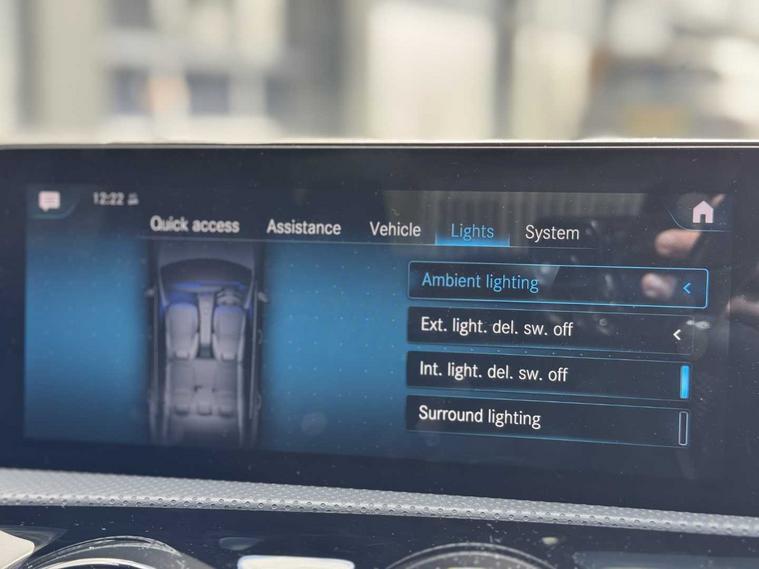 12:22
Quick access Assistance Vehicle Lights System
Ambient lighting
Ext. light. del. sw. off
Int. light. del. sw. off
Surround lighting